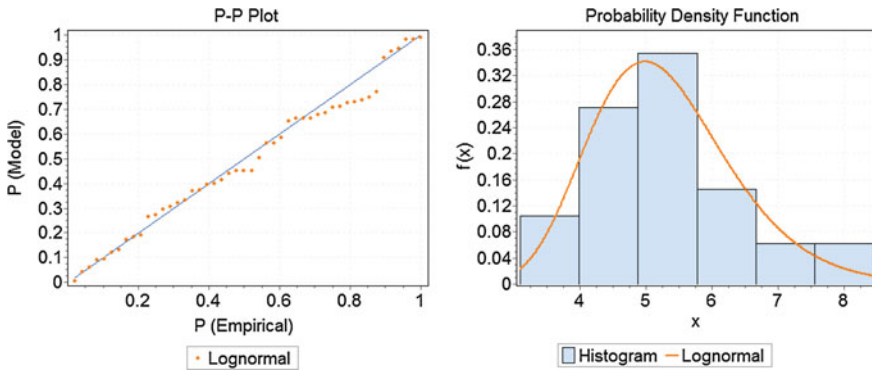 P-P Plot
1
0.9
0.8
0.7
0.6
0.5
0.4
0.3
0.2
0.1
0
P (Model)
0.2 0.4 0.6 0.8 1
P (Empirical)
Lognormal
Probability Density Function
0.36
0.32
0.28
0.24
0.2
0.16
0.12
0.08
0.04
0
f(x)
4 5 6 7 8
x
Histogram Lognormal